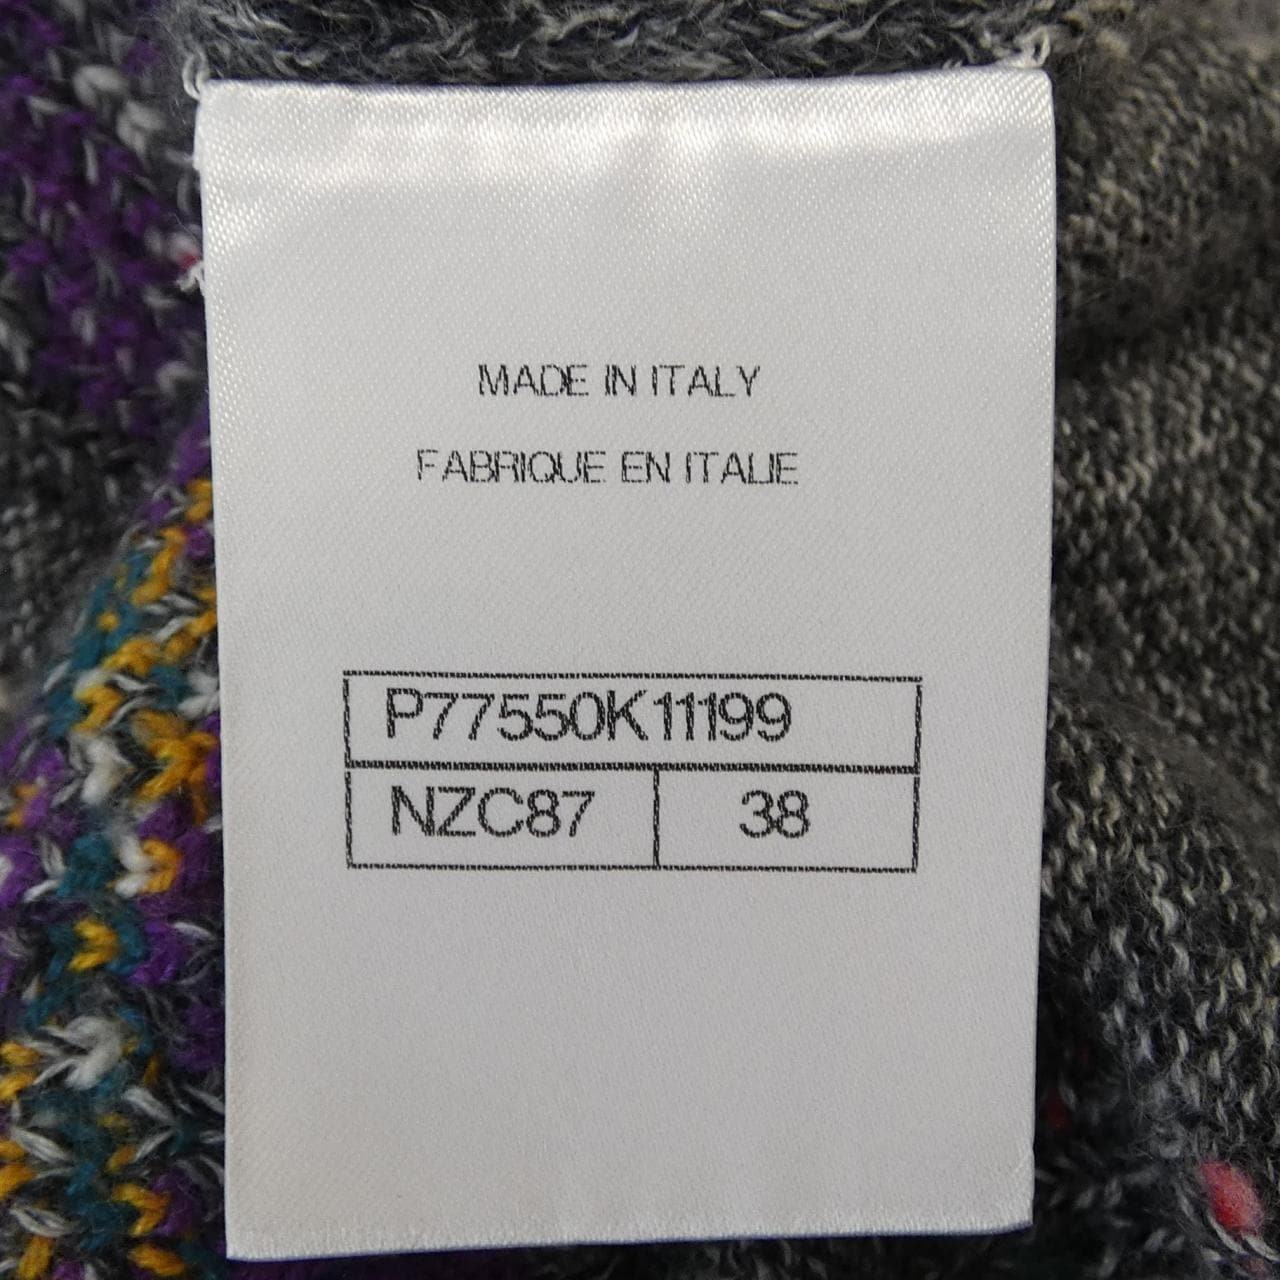 MADE IN ITALY
FABRIQUE EN ITALIE
P77550K11199
NZC87 38